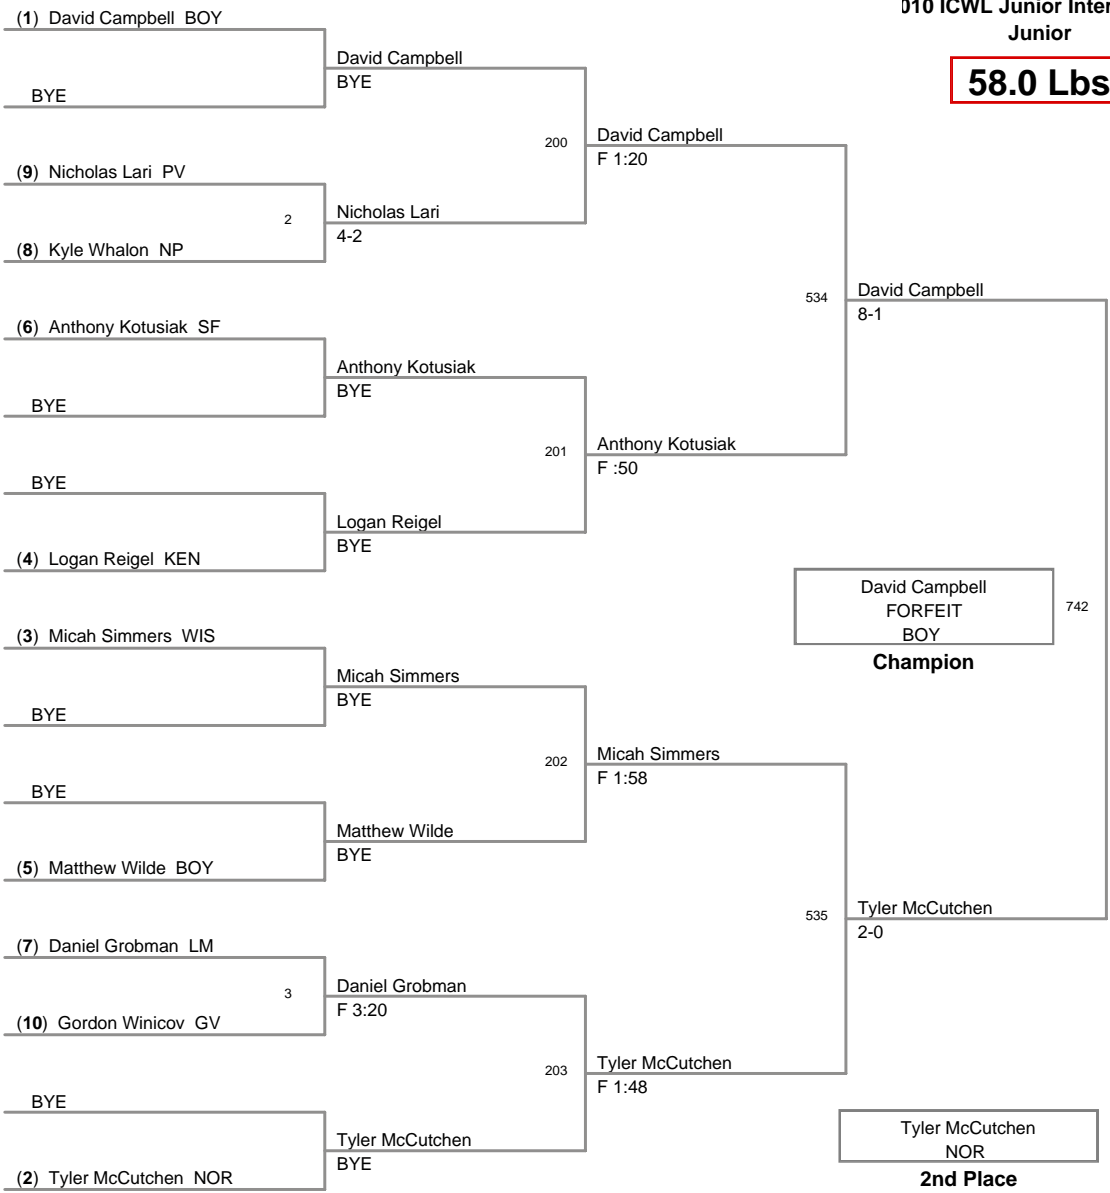 010 ICWL Junior Inter
Junior
58.0 Lbs
(1) David Campbell BOY
David Campbell
BYE
BYE
200
David Campbell
F 1:20
(9) Nicholas Lari PV
2
Nicholas Lari
4-2
(8) Kyle Whalon NP
534
David Campbell
8-1
(6) Anthony Kotusiak SF
Anthony Kotusiak
BYE
BYE
201
Anthony Kotusiak
F :50
BYE
Logan Reigel
BYE
(4) Logan Reigel KEN
David Campbell
FORFEIT
BOY
Champion
742
(3) Micah Simmers WIS
Micah Simmers
BYE
BYE
202
Micah Simmers
F 1:58
BYE
Matthew Wilde
BYE
(5) Matthew Wilde BOY
535
Tyler McCutchen
2-0
(7) Daniel Grobman LM
3
Daniel Grobman
F 3:20
(10) Gordon Winicov GV
203
Tyler McCutchen
F 1:48
BYE
Tyler McCutchen
BYE
(2) Tyler McCutchen NOR
Tyler McCutchen
NOR
2nd Place